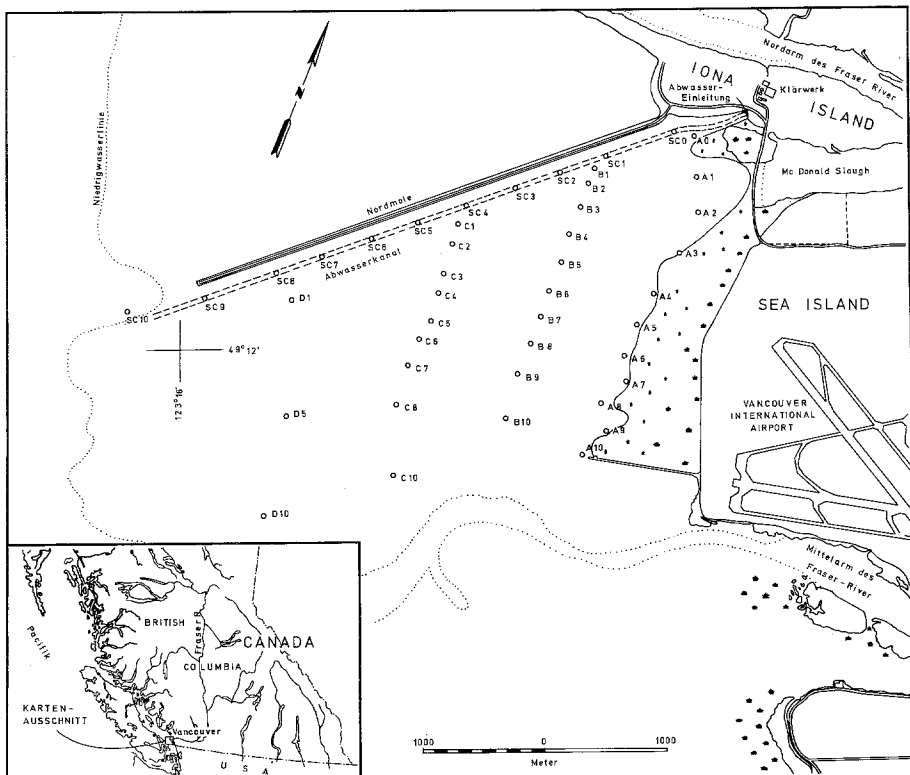 Nordarm des Fraser River
IONA
ISLAND
Abwasser-
Einleitung
Klärwerk
Mc Donald Slough
Niedrigwasserlinie
N
Nordmole
Abwasserkanal
SC0
SC1
SC2
SC3
SC4
SC5
SC6
SC7
SC8
SC9
SC10
A0
A1
A2
A3
A4
A5
A6
A7
A8
A9
A10
B1
B2
B3
B4
B5
B6
B7
B8
B9
B10
C1
C2
C3
C4
C5
C6
C7
C8
C10
D1
D5
D10
49° 12'
123° 16'
SEA ISLAND
VANCOUVER
INTERNATIONAL
AIRPORT
Mittelarm des
Fraser-River
Pacifik
BRITISH
COLUMBIA
Fraser
CANADA
KARTEN-
AUSSCHNITT
Vancouver
U S A
1000 0 1000
Meter